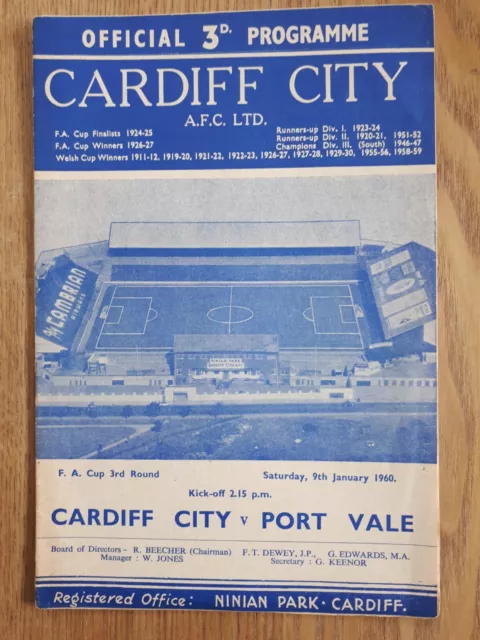 OFFICIAL 3D. PROGRAMME
CARDIFF CITY
A.F.C. LTD.
F.A. Cup Finalists 1924-25
F.A. Cup Winners 1926-27
Runners-up Div. I. 1923-24
Runners-up Div. II. 1920-21, 1951-52
Champions Div. III. (South) 1946-47
Welsh Cup Winners 1911-12, 1919-20, 1921-22, 1922-23, 1926-27, 1927-28, 1929-30, 1955-56, 1958-59
CAMBRIAN
F. A. Cup 3rd Round
Saturday, 9th January 1960.
Kick-off 2.15 p.m.
CARDIFF CITY v PORT VALE
Board of Directors - R. BEECHER (Chairman) F. T. DEWEY, J.P., G. EDWARDS, M.A.
Manager : W. JONES Secretary : G. KEENOR
Registered Office: NINIAN PARK · CARDIFF.